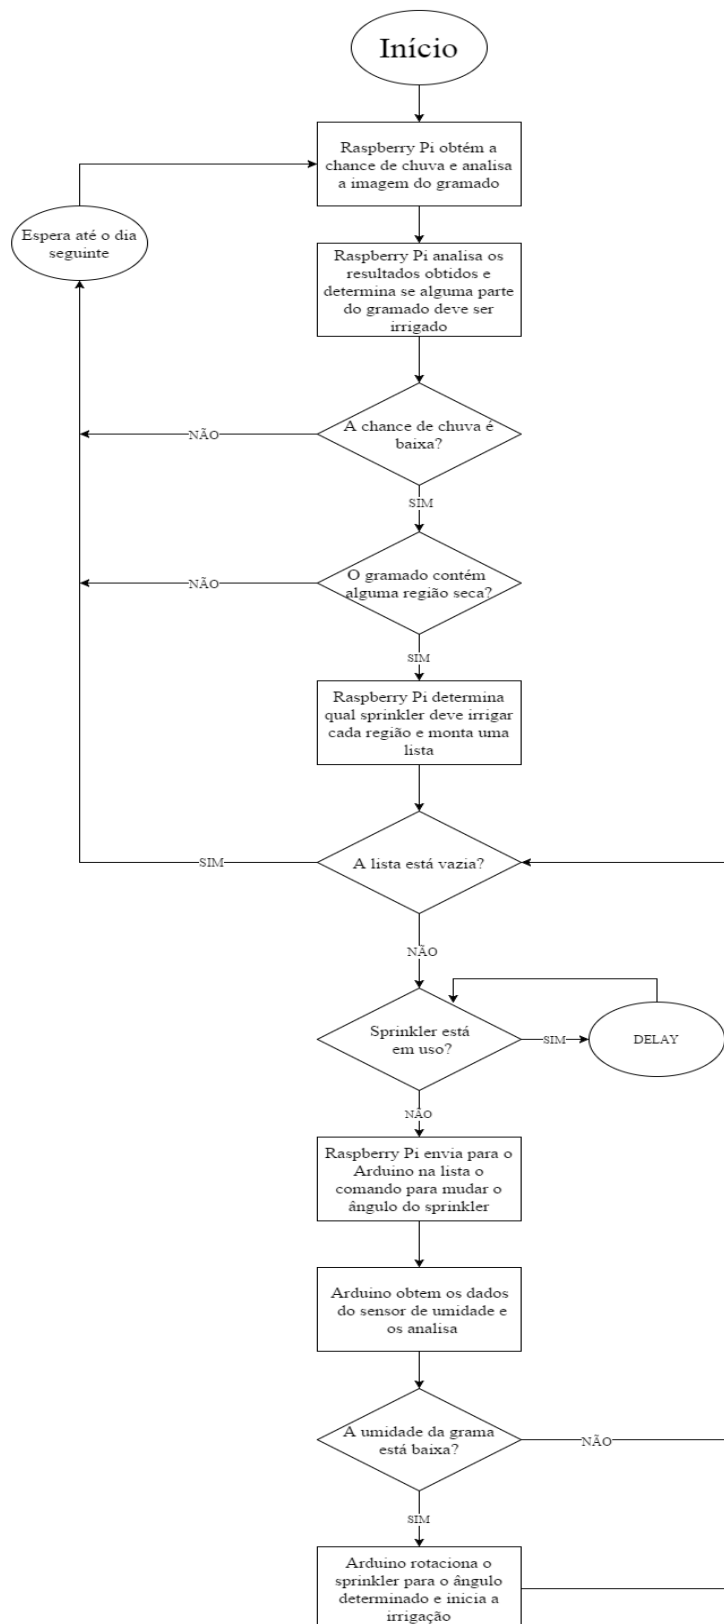 Início
Raspberry Pi obtém a
chance de chuva e analisa
a imagem do gramado
Espera até o dia
seguinte
Raspberry Pi analisa os
resultados obtidos e
determina se alguma parte
do gramado deve ser
irrigado
A chance de chuva é
baixa?
NÃO
SIM
O gramado contém
alguma região seca?
NÃO
SIM
Raspberry Pi determina
qual sprinkler deve irrigar
cada região e monta uma
lista
A lista está vazia?
SIM
NÃO
Sprinkler está
em uso?
SIM
DELAY
NÃO
Raspberry Pi envia para o
Arduino na lista o
comando para mudar o
ângulo do sprinkler
Arduino obtem os dados
do sensor de umidade e
os analisa
A umidade da grama
está baixa?
NÃO
SIM
Arduino rotaciona o
sprinkler para o ângulo
determinado e inicia a
irrigação